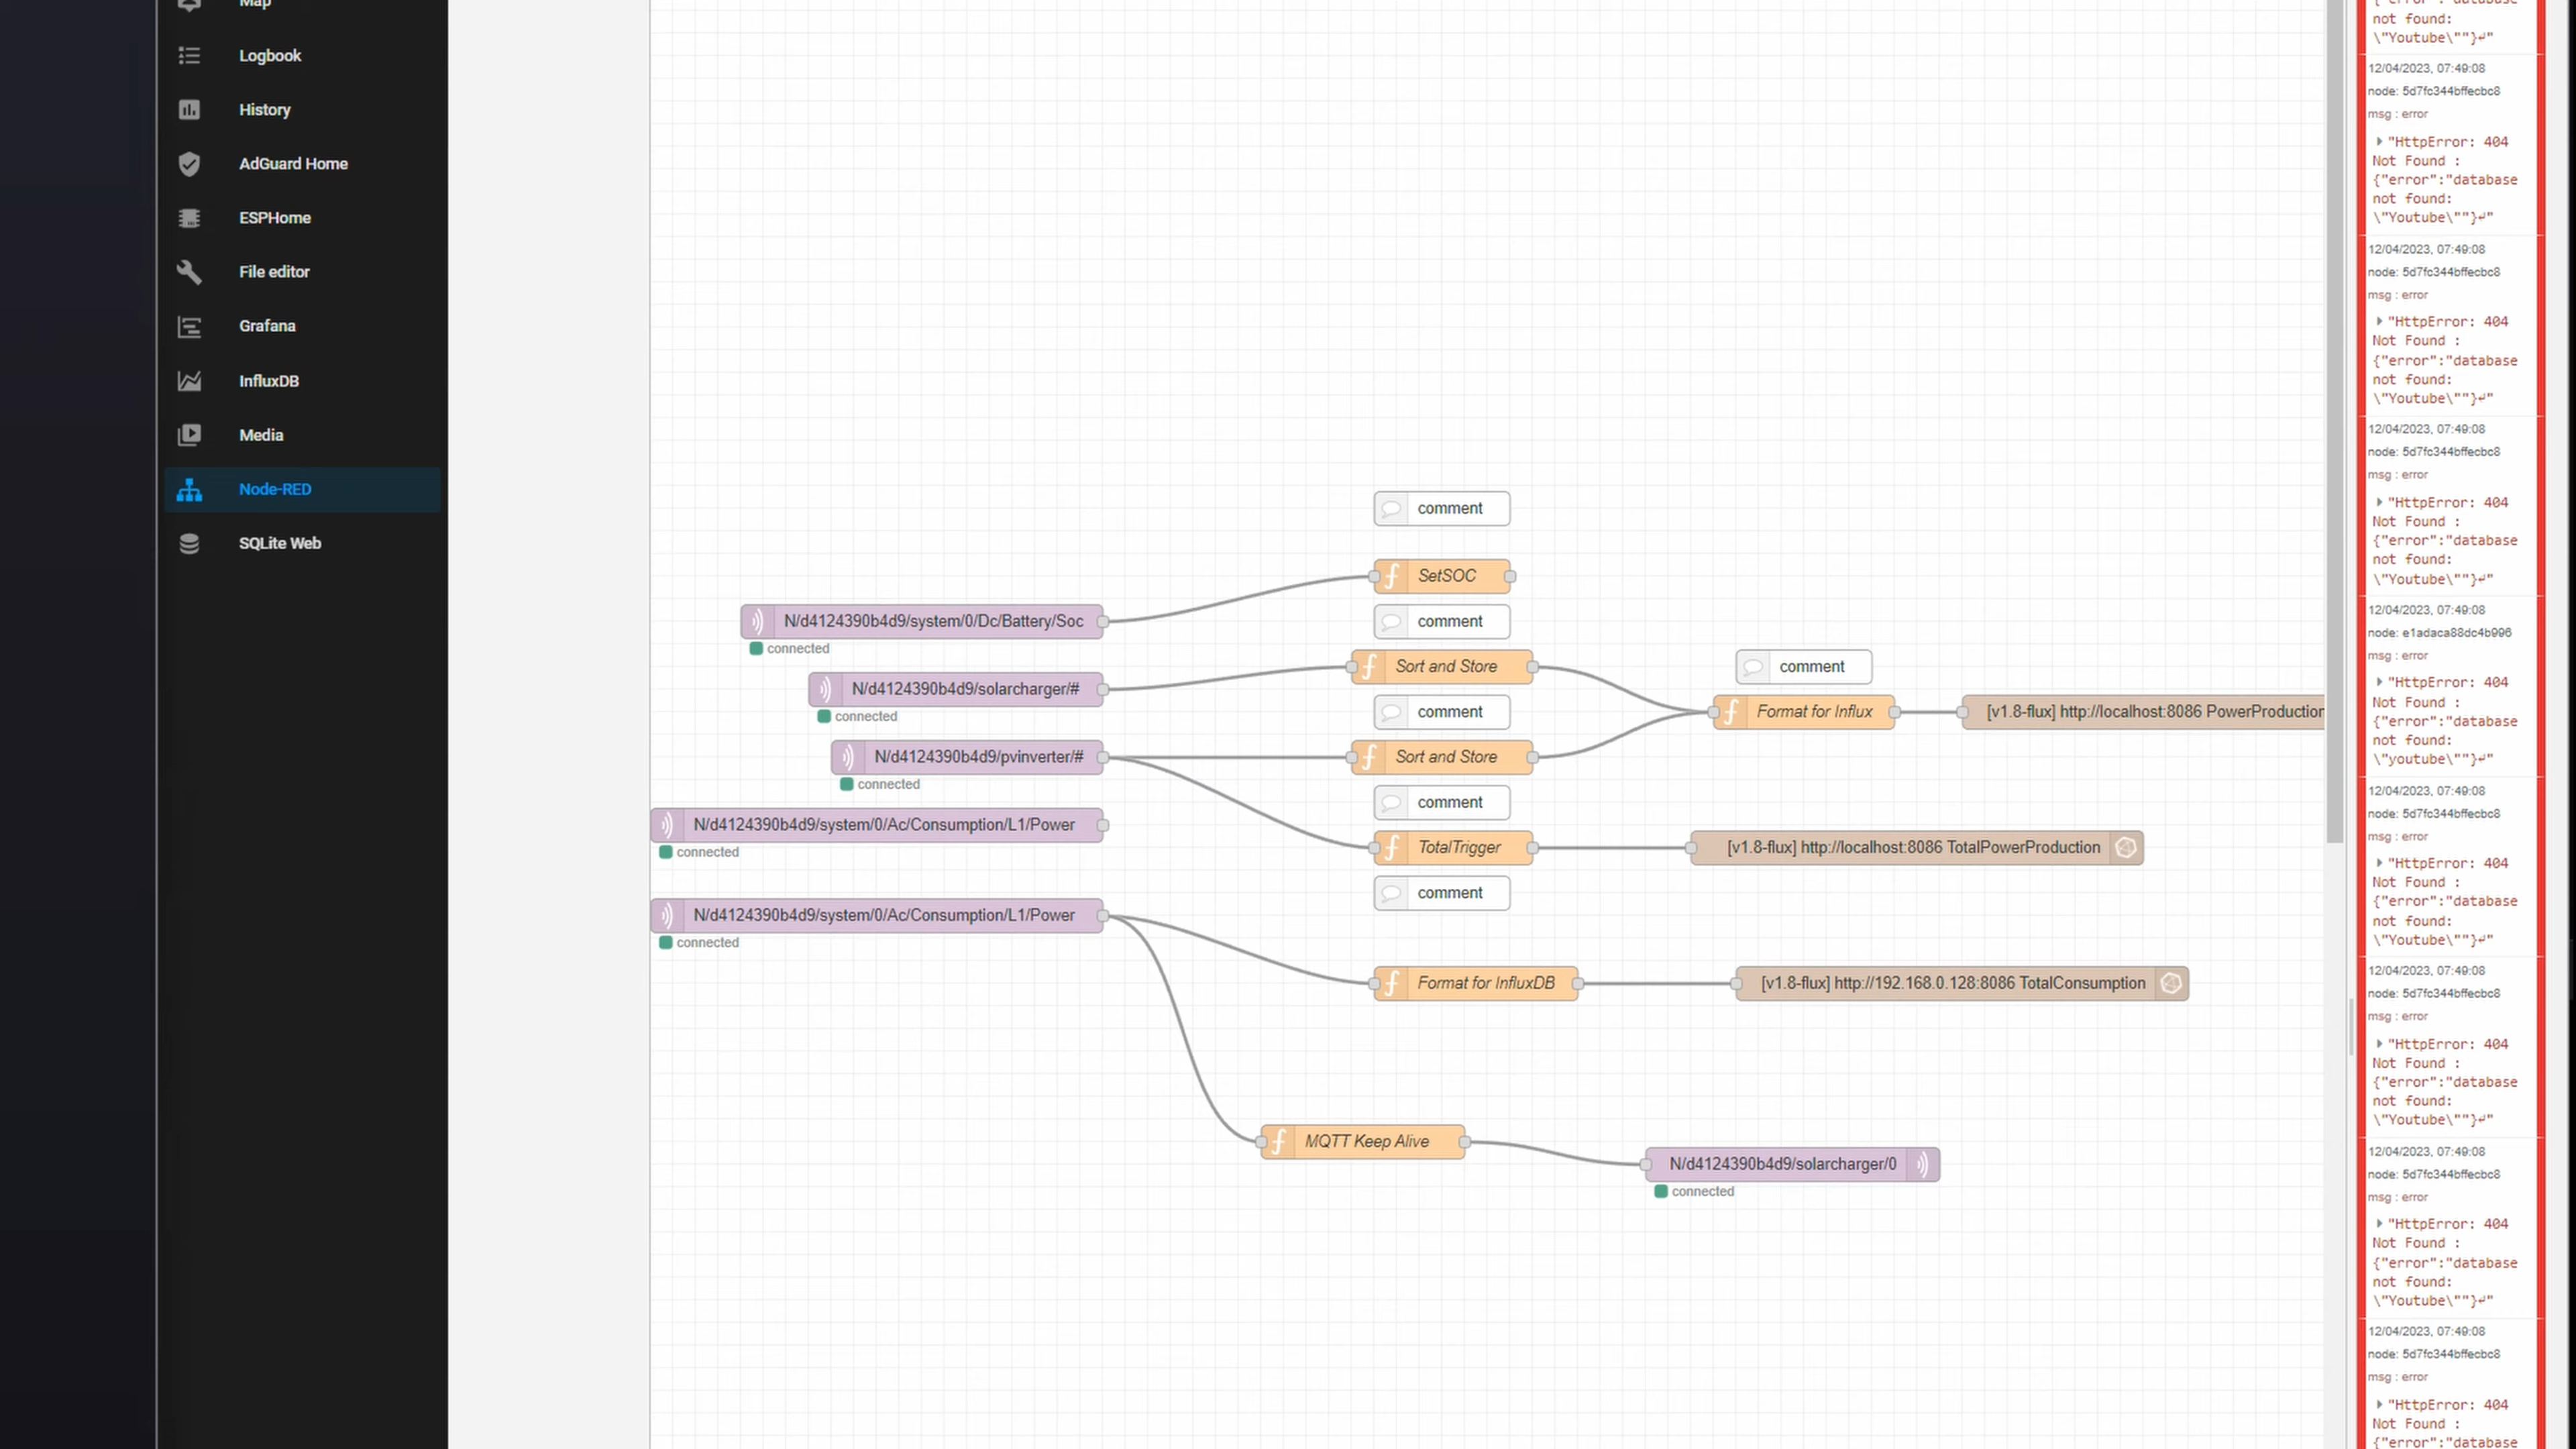 Map
Logbook
History
AdGuard Home
ESPHome
File editor
Grafana
InfluxDB
Media
Node-RED
SQLite Web
comment
SetSOC
N/d4124390b4d9/system/0/Dc/Battery/Soc
connected
comment
N/d4124390b4d9/solarcharger/#
connected
Sort and Store
comment
comment
Format for Influx
[v1.8-flux] http://localhost:8086 PowerProduction
N/d4124390b4d9/pvinverter/#
connected
Sort and Store
comment
N/d4124390b4d9/system/0/Ac/Consumption/L1/Power
connected
TotalTrigger
[v1.8-flux] http://localhost:8086 TotalPowerProduction
comment
N/d4124390b4d9/system/0/Ac/Consumption/L1/Power
connected
Format for InfluxDB
[v1.8-flux] http://192.168.0.128:8086 TotalConsumption
MQTT Keep Alive
N/d4124390b4d9/solarcharger/0
connected
{"error":"database
not found:
\"Youtube\""}↵"
12/04/2023, 07:49:08
node: 5d7fc344bffecbc8
msg : error
"HttpError: 404
Not Found :
{"error":"database
not found:
\"Youtube\""}↵"
12/04/2023, 07:49:08
node: 5d7fc344bffecbc8
msg : error
"HttpError: 404
Not Found :
{"error":"database
not found:
\"Youtube\""}↵"
12/04/2023, 07:49:08
node: 5d7fc344bffecbc8
msg : error
"HttpError: 404
Not Found :
{"error":"database
not found:
\"Youtube\""}↵"
12/04/2023, 07:49:08
node: e1adaca88dc4b996
msg : error
"HttpError: 404
Not Found :
{"error":"database
not found:
\"youtube\""}↵"
12/04/2023, 07:49:08
node: 5d7fc344bffecbc8
msg : error
"HttpError: 404
Not Found :
{"error":"database
not found:
\"Youtube\""}↵"
12/04/2023, 07:49:08
node: 5d7fc344bffecbc8
msg : error
"HttpError: 404
Not Found :
{"error":"database
not found:
\"Youtube\""}↵"
12/04/2023, 07:49:08
node: 5d7fc344bffecbc8
msg : error
"HttpError: 404
Not Found :
{"error":"database
not found:
\"Youtube\""}↵"
12/04/2023, 07:49:08
node: 5d7fc344bffecbc8
msg : error
"HttpError: 404
Not Found :
{"error":"database